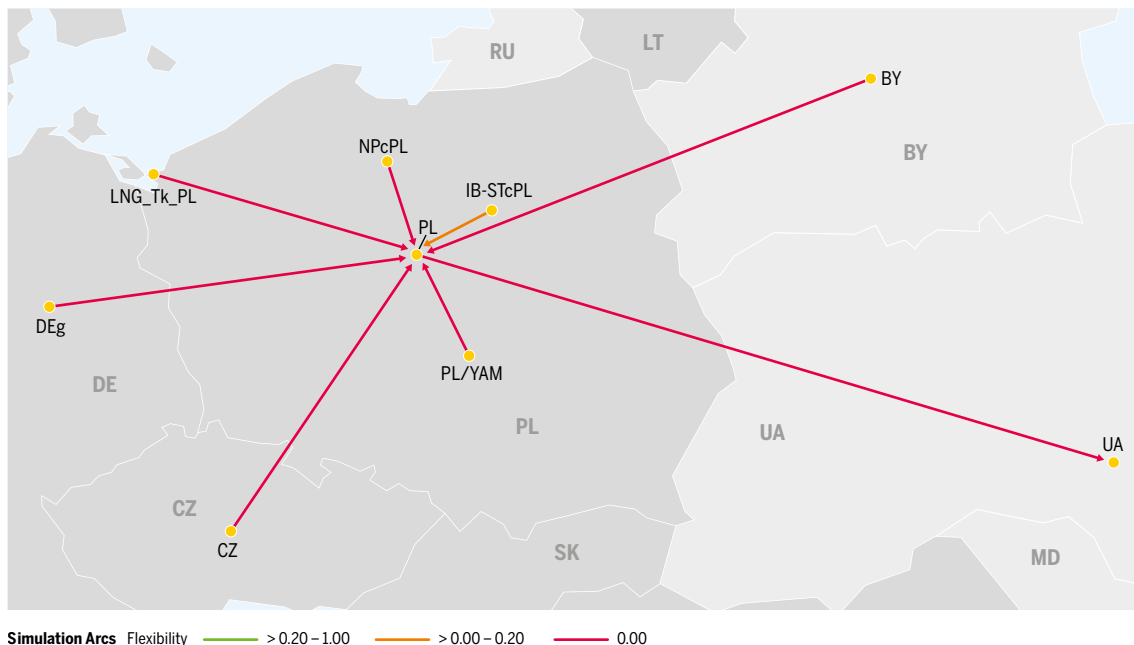 RU
LT
BY
BY
NPcPL
IB-STcPL
LNG_Tk_PL
PL
DEg
PL/YAM
DE
PL
UA
UA
CZ
CZ
SK
MD
Simulation Arcs Flexibility > 0.20 – 1.00 > 0.00 – 0.20 0.00